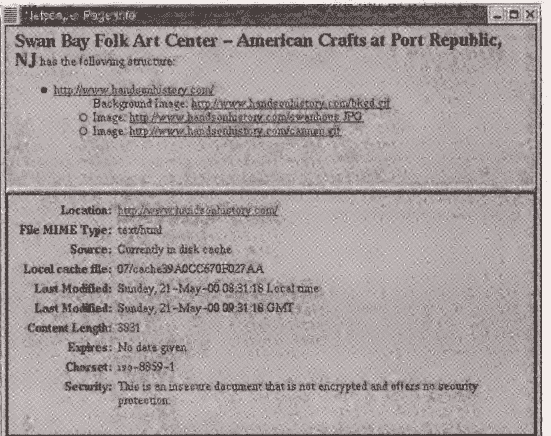 Netscape: Page Info
Swan Bay Folk Art Center – American Crafts at Port Republic,
NJ has the following structure:
http://www.handsonhistory.com/
Background Image: http://www.handsonhistory.com/bkgd.gif
Image: http://www.handsonhistory.com/swanhous.JPG
Image: http://www.handsonhistory.com/cannon.gif
Location: http://www.handsonhistory.com/
File MIME Type: text/html
Source: Currently in disk cache
Local cache file: 07/cache39A0CC670F027AA
Last Modified: Sunday, 21-May-00 08:31:18 Local time
Last Modified: Sunday, 21-May-00 09:31:18 GMT
Content Length: 3831
Expires: No date given
Charset: iso-8859-1
Security: This is an insecure document that is not encrypted and offers no security
protection.